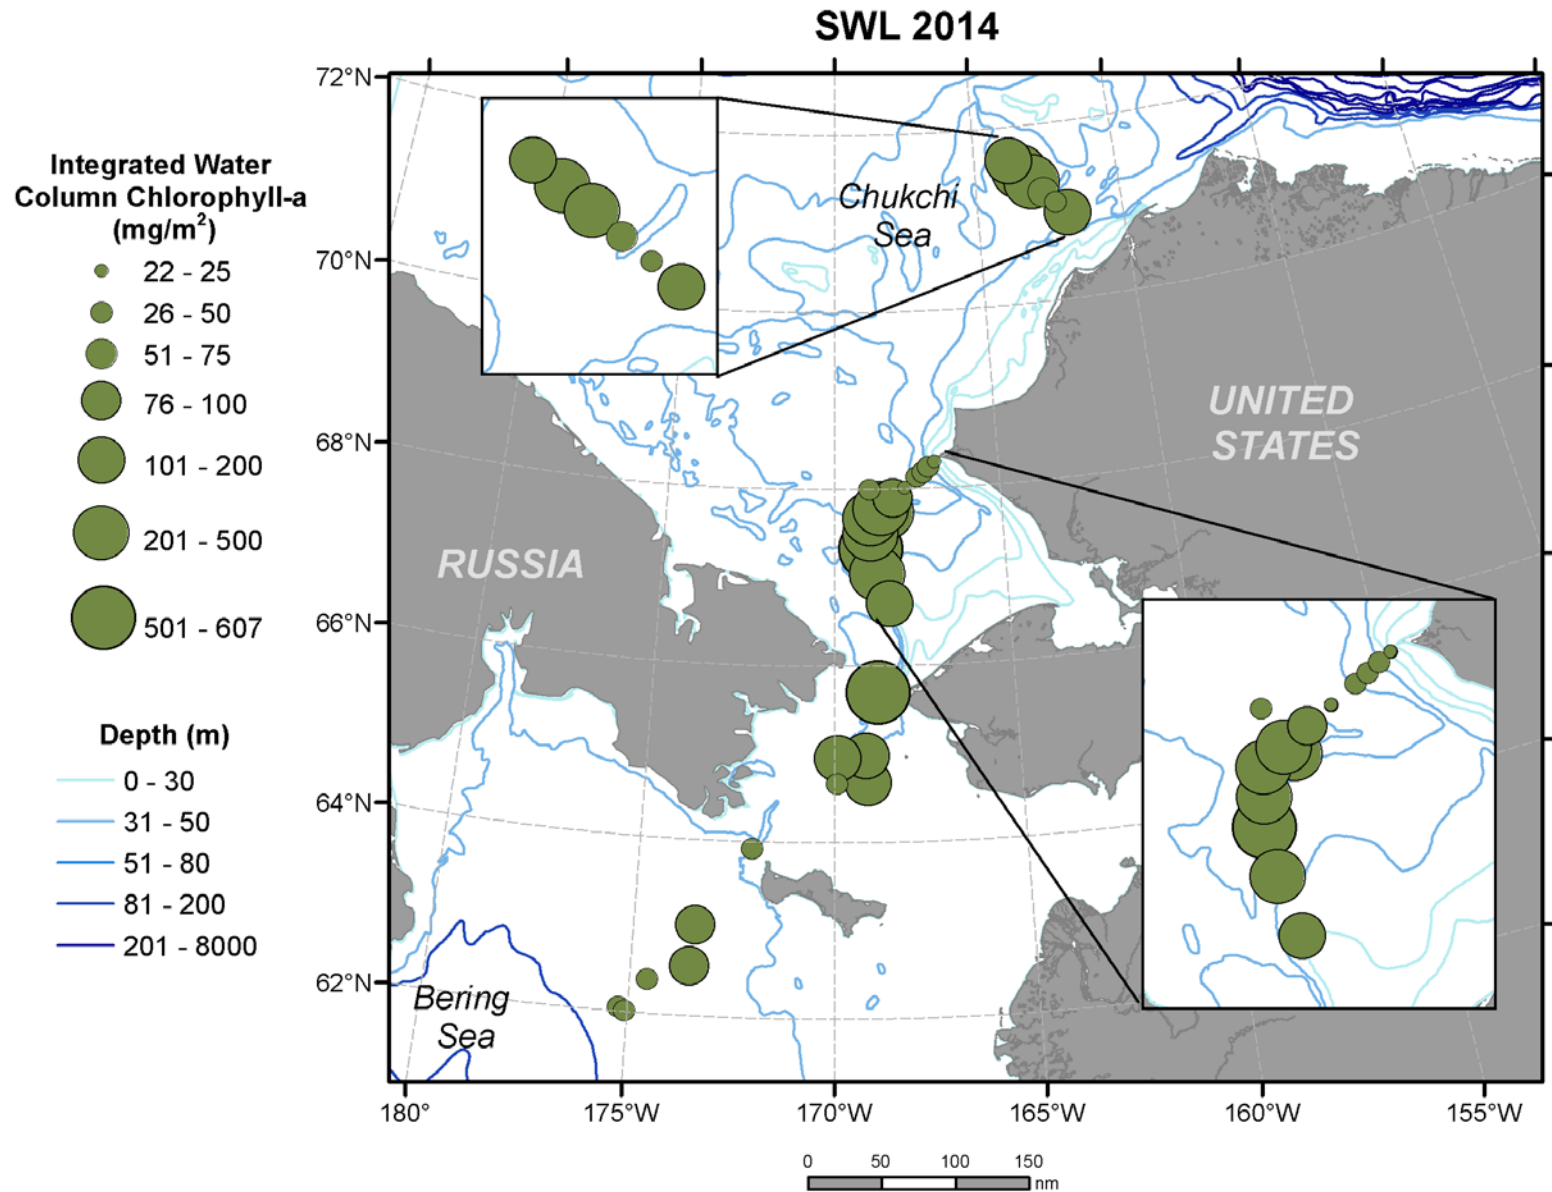 SWL 2014
Integrated Water
Column Chlorophyll-a
(mg/m²)
22 - 25
26 - 50
51 - 75
76 - 100
101 - 200
201 - 500
501 - 607
Depth (m)
0 - 30
31 - 50
51 - 80
81 - 200
201 - 8000
72°N
70°N
68°N
66°N
64°N
62°N
Chukchi
Sea
UNITED
STATES
RUSSIA
Bering
Sea
180°
175°W
170°W
165°W
160°W
155°W
0 50 100 150
nm